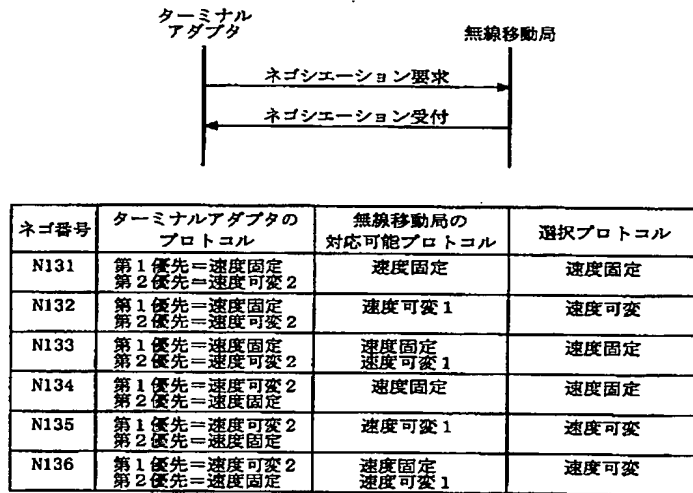 ターミナル
アダプタ
無線移動局
ネゴシエーション要求
ネゴシエーション受付
ネゴ番号
ターミナルアダプタの
プロトコル
無線移動局の
対応可能プロトコル
選択プロトコル
N131
第1優先=速度固定
第2優先=速度可変2
速度固定
速度固定
N132
第1優先=速度固定
第2優先=速度可変2
速度可変1
速度可変
N133
第1優先=速度固定
第2優先=速度可変2
速度固定
速度可変1
速度固定
N134
第1優先=速度可変2
第2優先=速度固定
速度固定
速度固定
N135
第1優先=速度可変2
第2優先=速度固定
速度可変1
速度可変
N136
第1優先=速度可変2
第2優先=速度固定
速度固定
速度可変1
速度可変